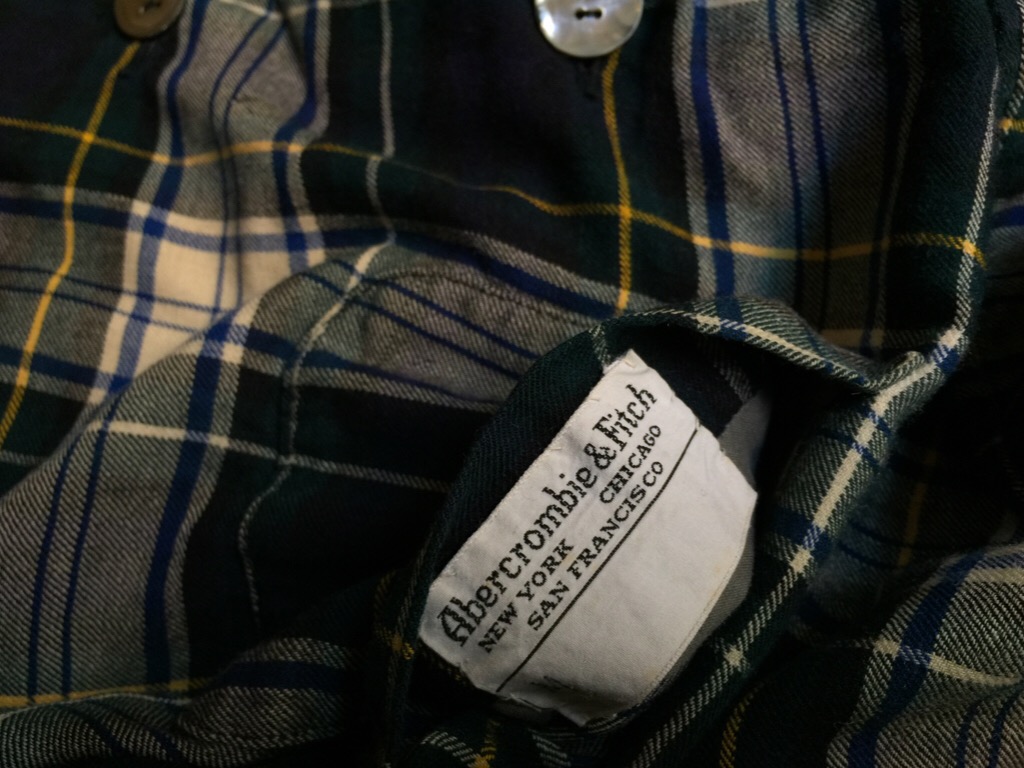 Abercrombie & Fitch
NEW YORK CHICAGO
SAN FRANCISCO
M